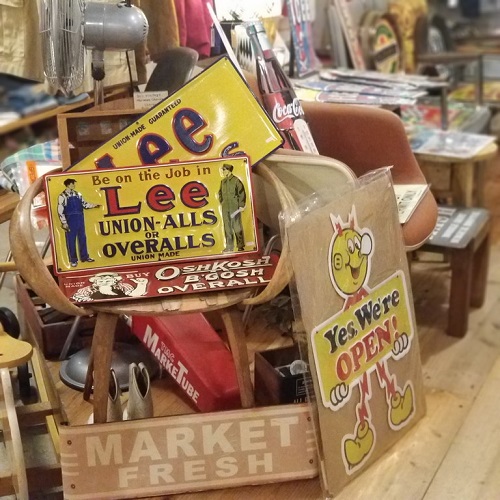 UNION-MADE GUARANTEED
Lee
Be on the Job in
Lee
UNION-ALLS
OR
OVERALLS
UNION MADE
BUY
OSHKOSH
B'GOSH
OVERALL
Coca-Cola
MARKETUBE
Yes, We're
OPEN!
MARKET
FRESH